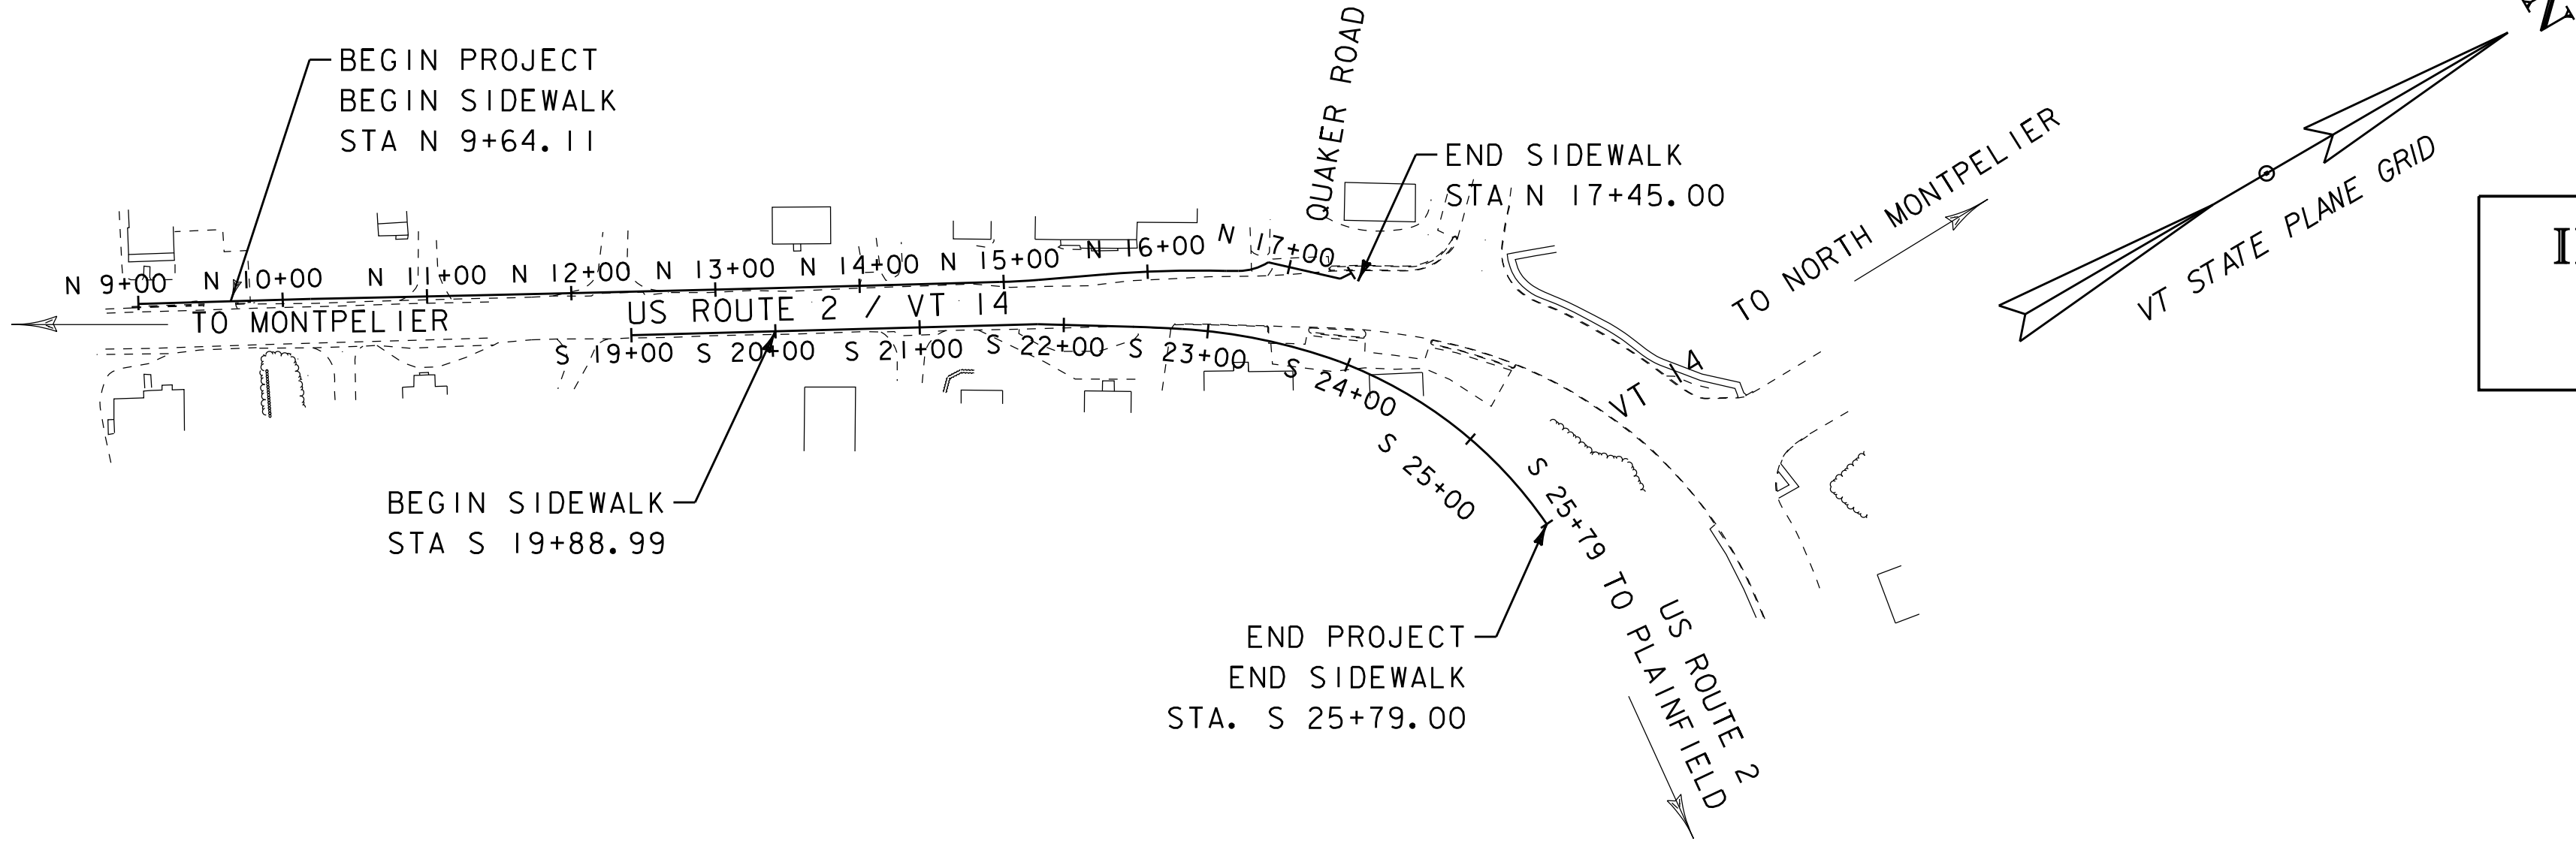 BEGIN PROJECT
BEGIN SIDEWALK
STA N 9+64.11
QUAKER ROAD
END SIDEWALK
STA N 17+45.00
TO NORTH MONTPELIER
VT STATE PLANE GRID
N 9+00
N 10+00
N 11+00
N 12+00
N 13+00
N 14+00
N 15+00
N 16+00
N 17+00
TO MONTPELIER
US ROUTE 2 / VT 14
S 19+00
S 20+00
S 21+00
S 22+00
S 23+00
S 24+00
S 25+00
S 25+79
VT 14
BEGIN SIDEWALK
STA S 19+88.99
END PROJECT
END SIDEWALK
STA. S 25+79.00
US ROUTE 2
TO PLAINFIELD